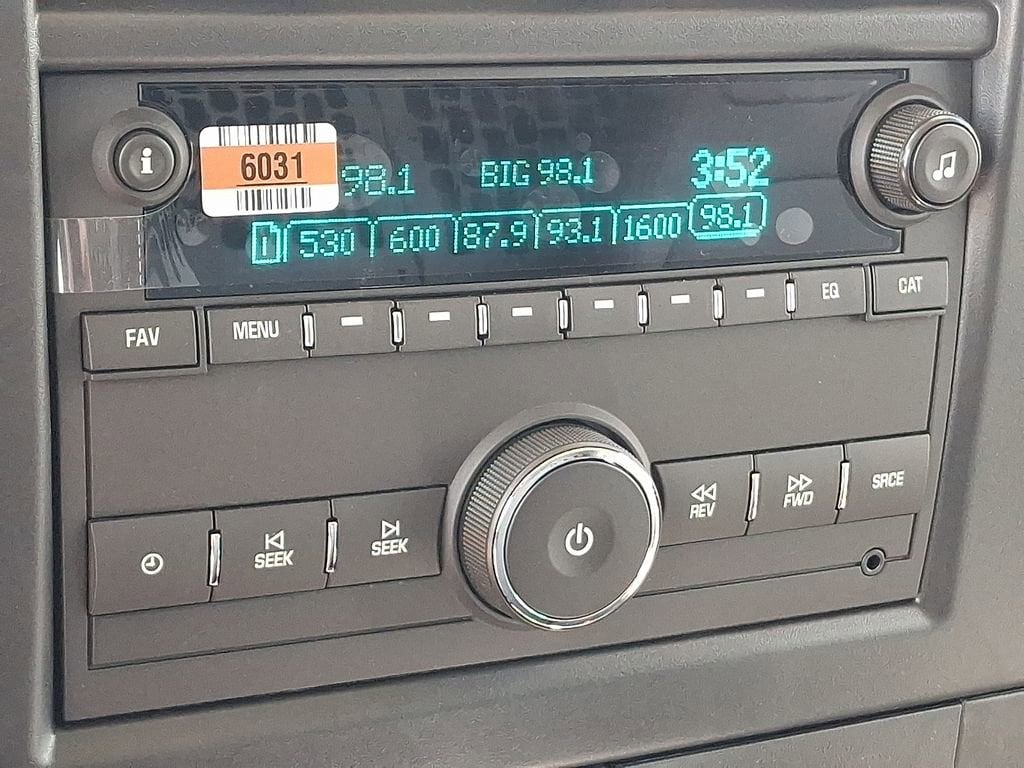 i
6031
98.1 BIG 98.1 3:52
1 530 600 87.9 93.1 1600 98.1
FAV MENU EQ CAT
SEEK SEEK REV FWD SRCE